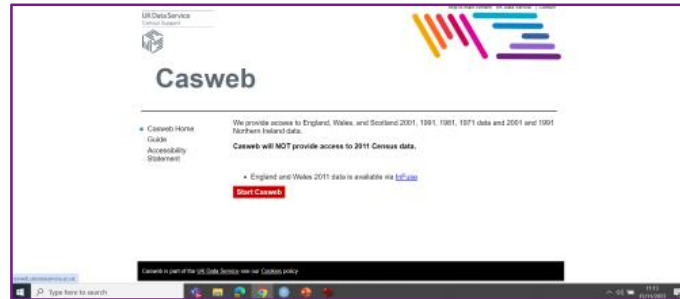 UK Data Service
Census Support
Casweb
Casweb Home
Guide
Accessibility
Statement
We provide access to England, Wales, and Scotland 2001, 1991, 1981, 1971 data and 2001 and 1991
Northern Ireland data.
Casweb will NOT provide access to 2011 Census data.
England and Wales 2011 data is available via InFuse
Start Casweb
Casweb is part of the UK Data Service see our Cookies policy
Type here to search
11:13